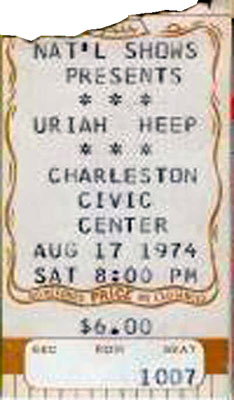 NAT'L SHOWS
PRESENTS
* * *
URIAH HEEP
* * *
CHARLESTON
CIVIC
CENTER
AUG 17 1974
SAT 8:00 PM
PRICE
$6.00
SEC ROW SEAT
1007